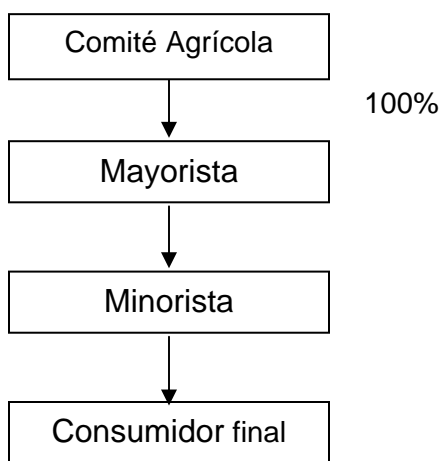 Comité Agrícola
100%
Mayorista
Minorista
Consumidor final